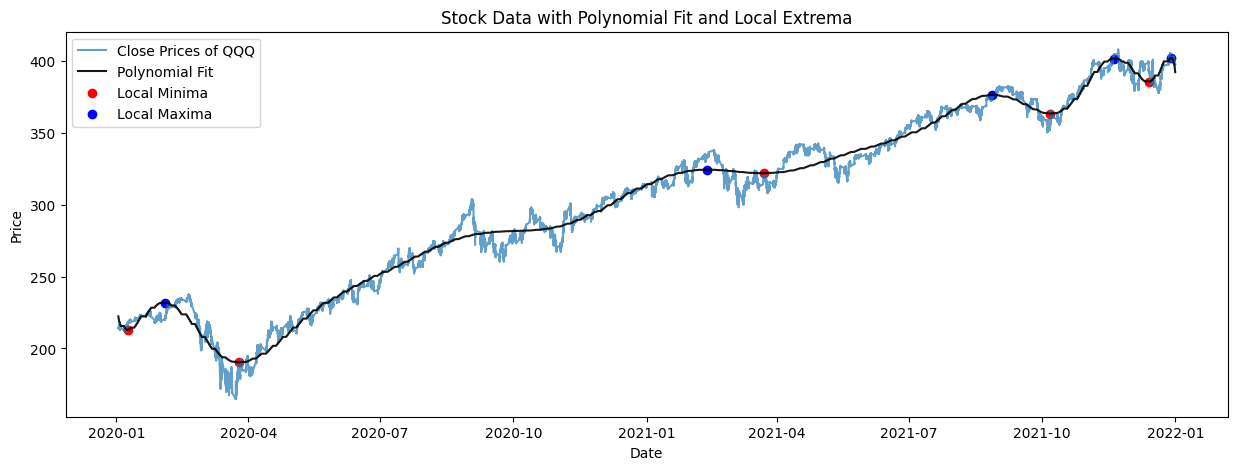 Stock Data with Polynomial Fit and Local Extrema
Close Prices of QQQ
Polynomial Fit
Local Minima
Local Maxima
Price
400
350
300
250
200
2020-01 2020-04 2020-07 2020-10 2021-01 2021-04 2021-07 2021-10 2022-01
Date